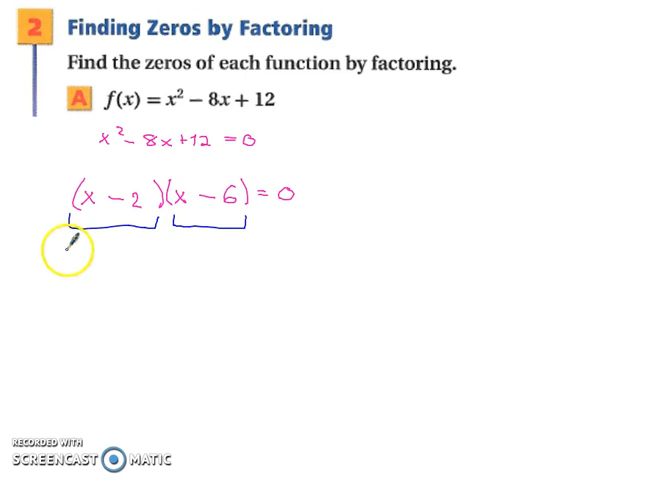 2 Finding Zeros by Factoring
Find the zeros of each function by factoring.
A f(x) = x² − 8x + 12
x² − 8x + 12 = 0
(x − 2)(x − 6) = 0
RECORDED WITH
SCREENCAST MATIC